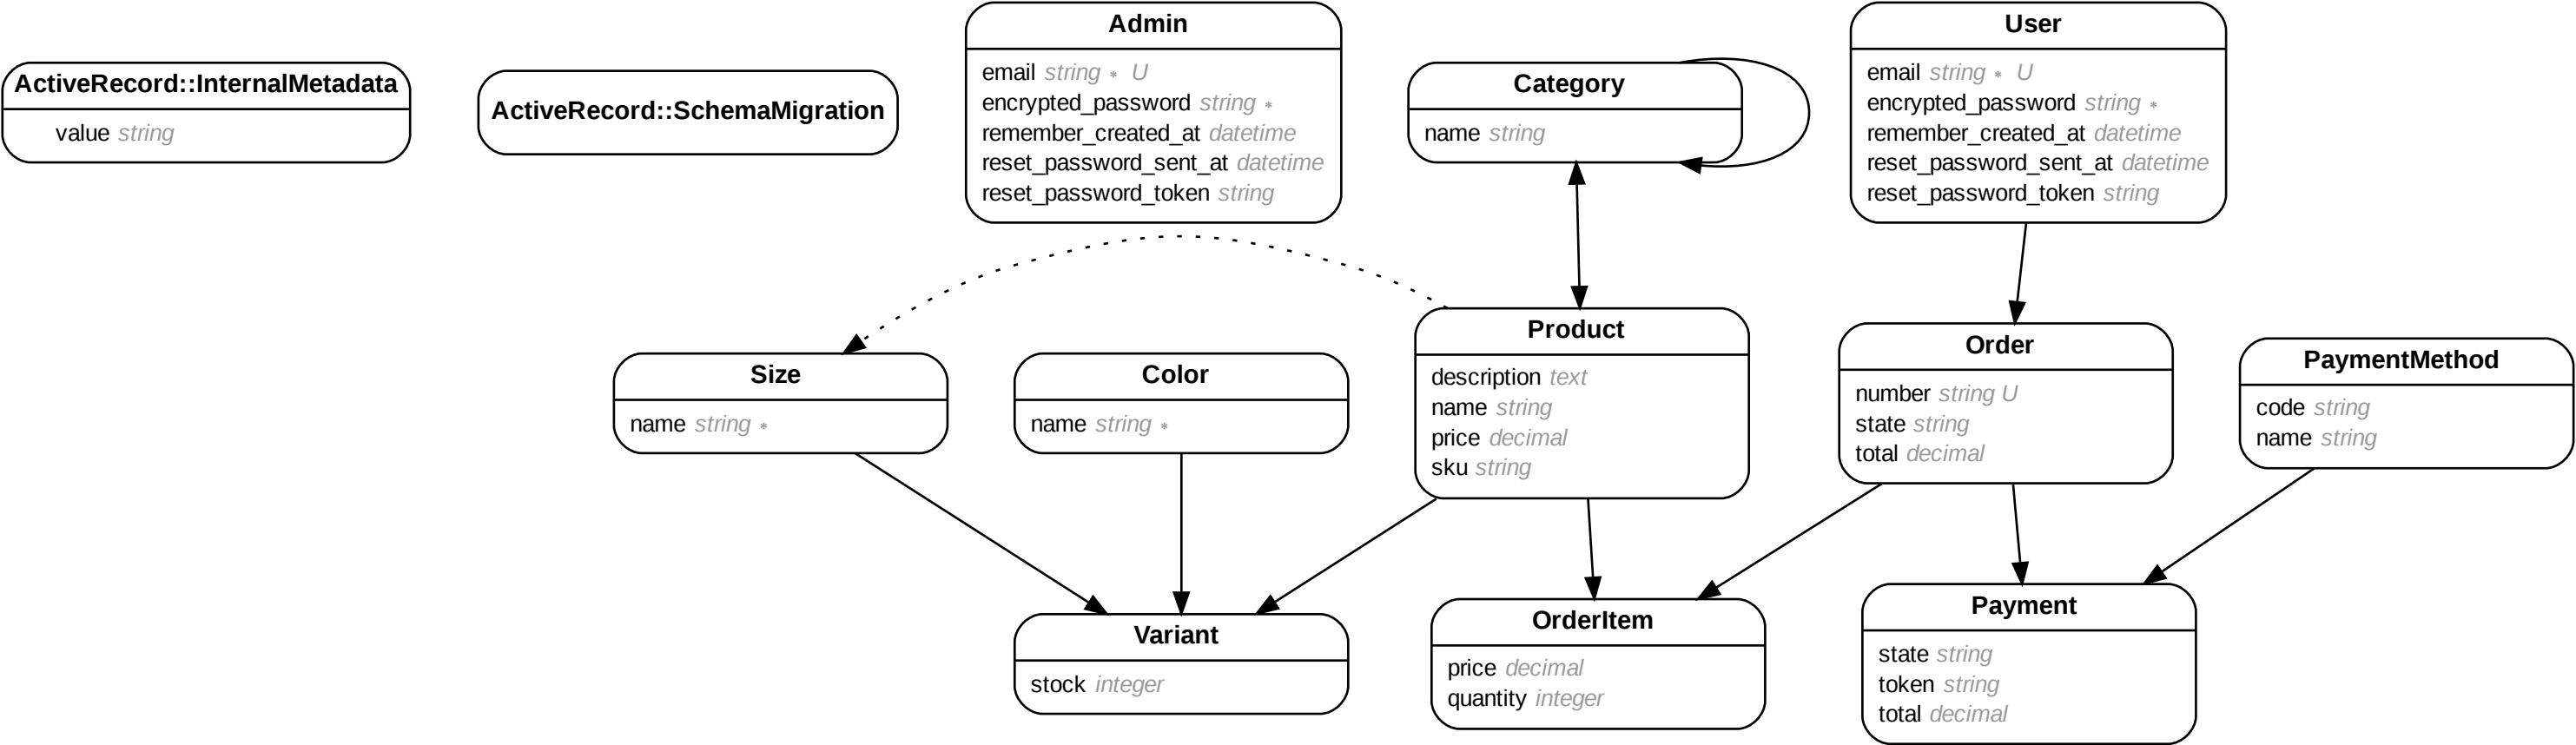 ActiveRecord::InternalMetadata
value string
ActiveRecord::SchemaMigration
Admin
email string * U
encrypted_password string *
remember_created_at datetime
reset_password_sent_at datetime
reset_password_token string
Category
name string
User
email string * U
encrypted_password string *
remember_created_at datetime
reset_password_sent_at datetime
reset_password_token string
Size
name string *
Color
name string *
Product
description text
name string
price decimal
sku string
Order
number string U
state string
total decimal
PaymentMethod
code string
name string
Variant
stock integer
OrderItem
price decimal
quantity integer
Payment
state string
token string
total decimal